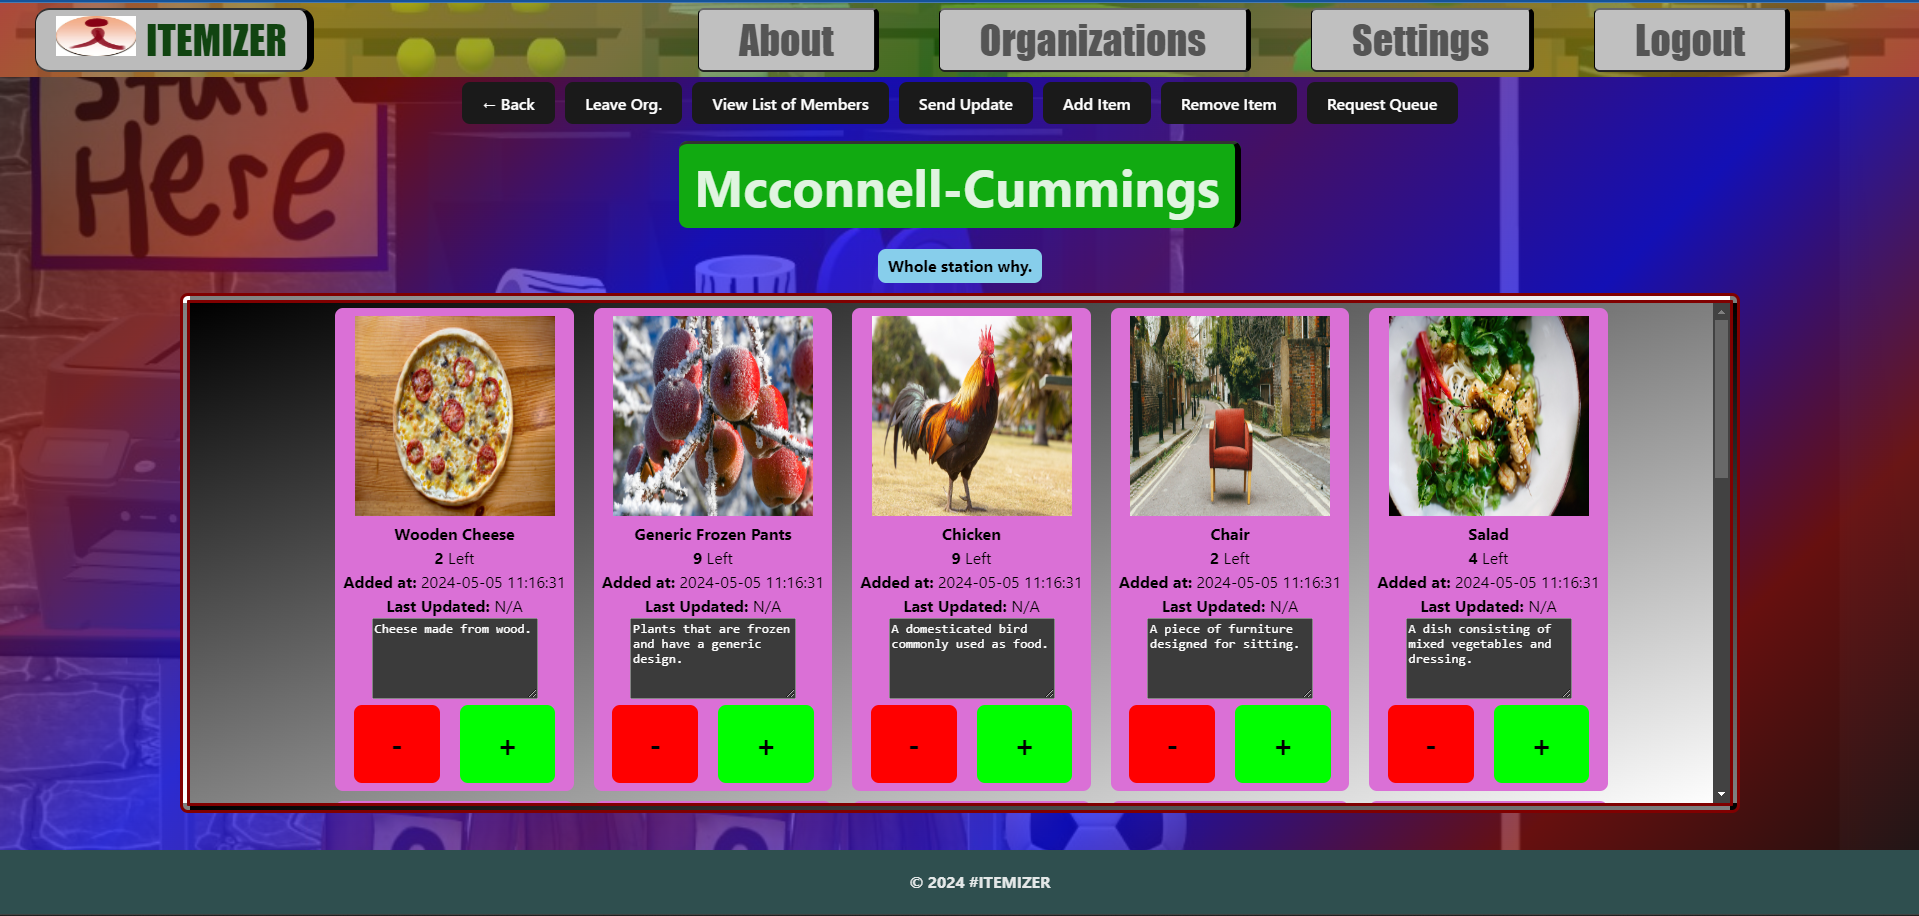 ITEMIZER
About
Organizations
Settings
Logout
← Back
Leave Org.
View List of Members
Send Update
Add Item
Remove Item
Request Queue
Stuff
Here
Mcconnell-Cummings
Whole station why.
Wooden Cheese
2 Left
Added at: 2024-05-05 11:16:31
Last Updated: N/A
Cheese made from wood.
-
+
Generic Frozen Pants
9 Left
Added at: 2024-05-05 11:16:31
Last Updated: N/A
Plants that are frozen
and have a generic
design.
-
+
Chicken
9 Left
Added at: 2024-05-05 11:16:31
Last Updated: N/A
A domesticated bird
commonly used as food.
-
+
Chair
2 Left
Added at: 2024-05-05 11:16:31
Last Updated: N/A
A piece of furniture
designed for sitting.
-
+
Salad
4 Left
Added at: 2024-05-05 11:16:31
Last Updated: N/A
A dish consisting of
mixed vegetables and
dressing.
-
+
© 2024 #ITEMIZER